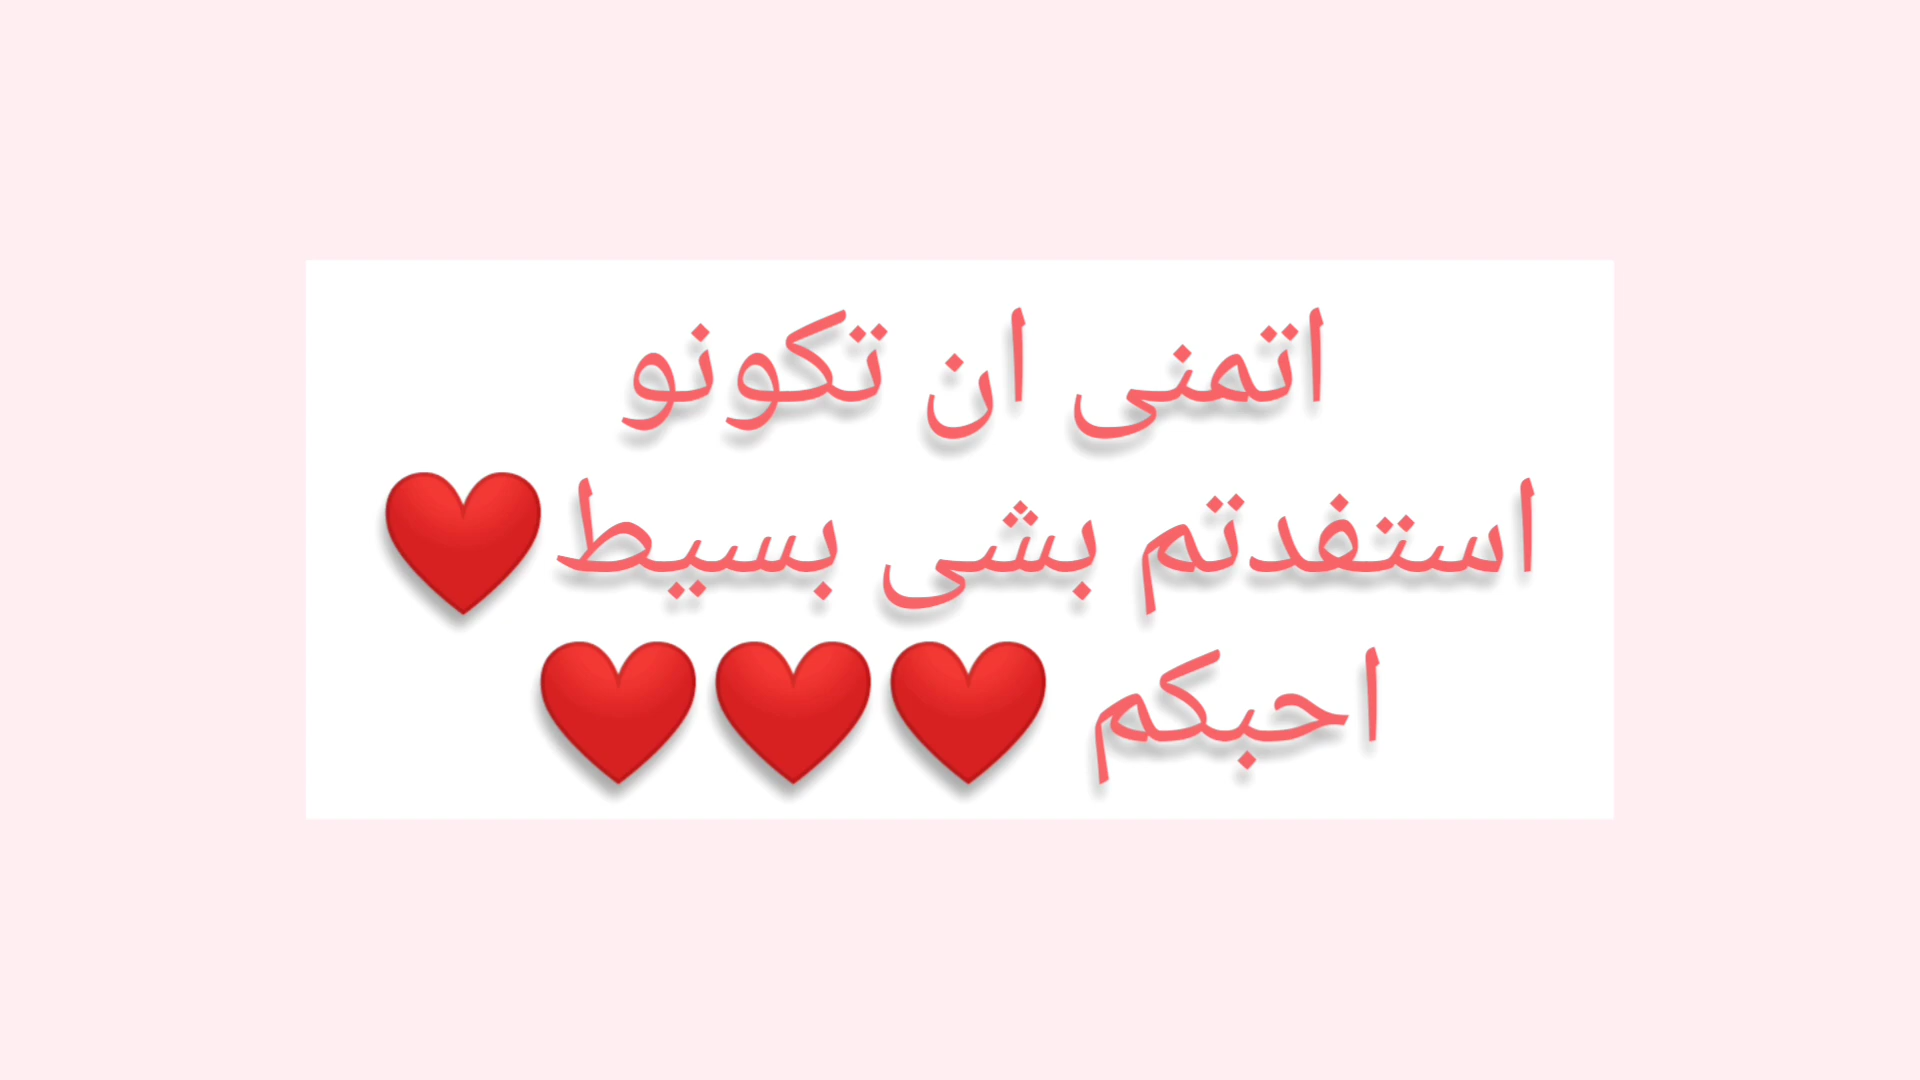 اتمنى ان تكونو
استفدتم بشى بسيط❤️
احبكم ❤️❤️❤️